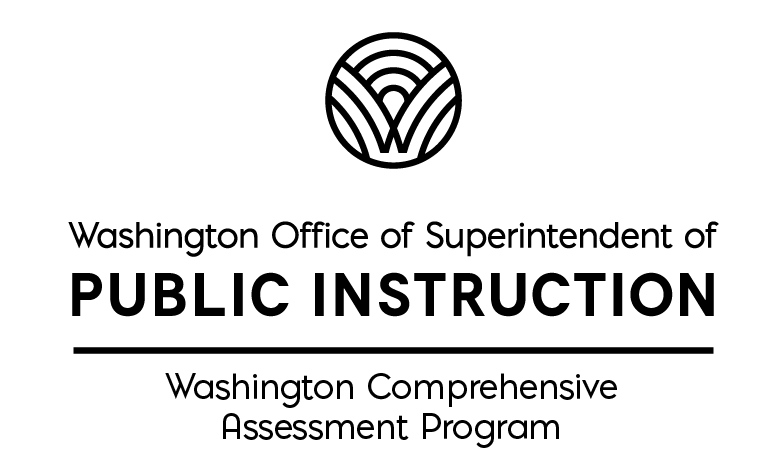 Washington Office of Superintendent of
PUBLIC INSTRUCTION
Washington Comprehensive
Assessment Program